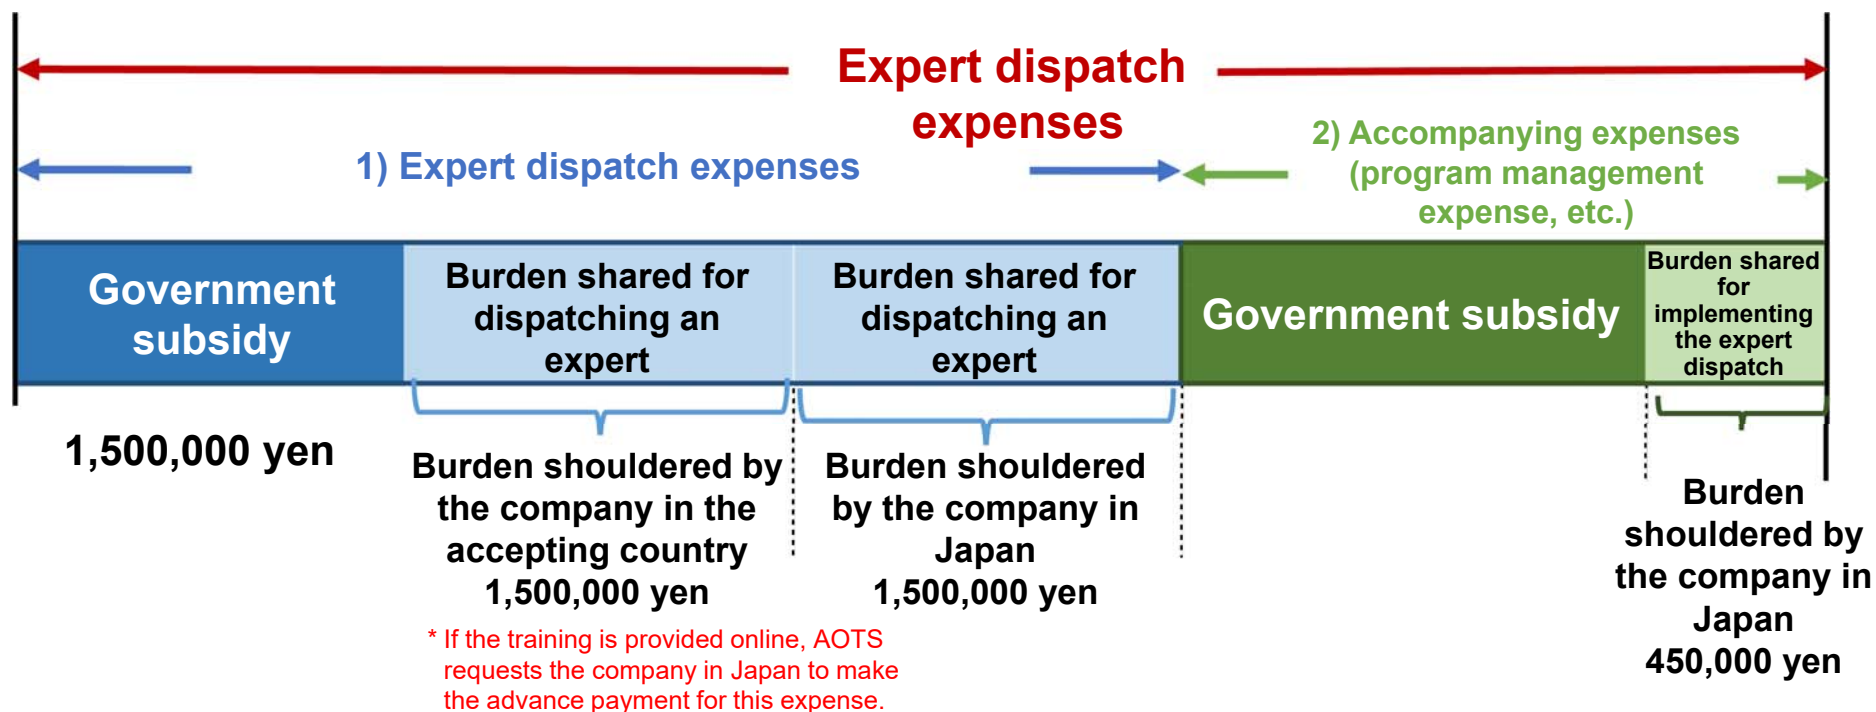 Expert dispatch
expenses
1) Expert dispatch expenses
2) Accompanying expenses
(program management
expense, etc.)
Government
subsidy
Burden shared for
dispatching an
expert
Burden shared for
dispatching an
expert
Government subsidy
Burden shared
for
implementing
the expert
dispatch
1,500,000 yen
Burden shouldered by
the company in the
accepting country
1,500,000 yen
* If the training is provided online, AOTS
requests the company in Japan to make
the advance payment for this expense.
Burden shouldered
by the company in
Japan
1,500,000 yen
Burden
shouldered by
the company in
Japan
450,000 yen